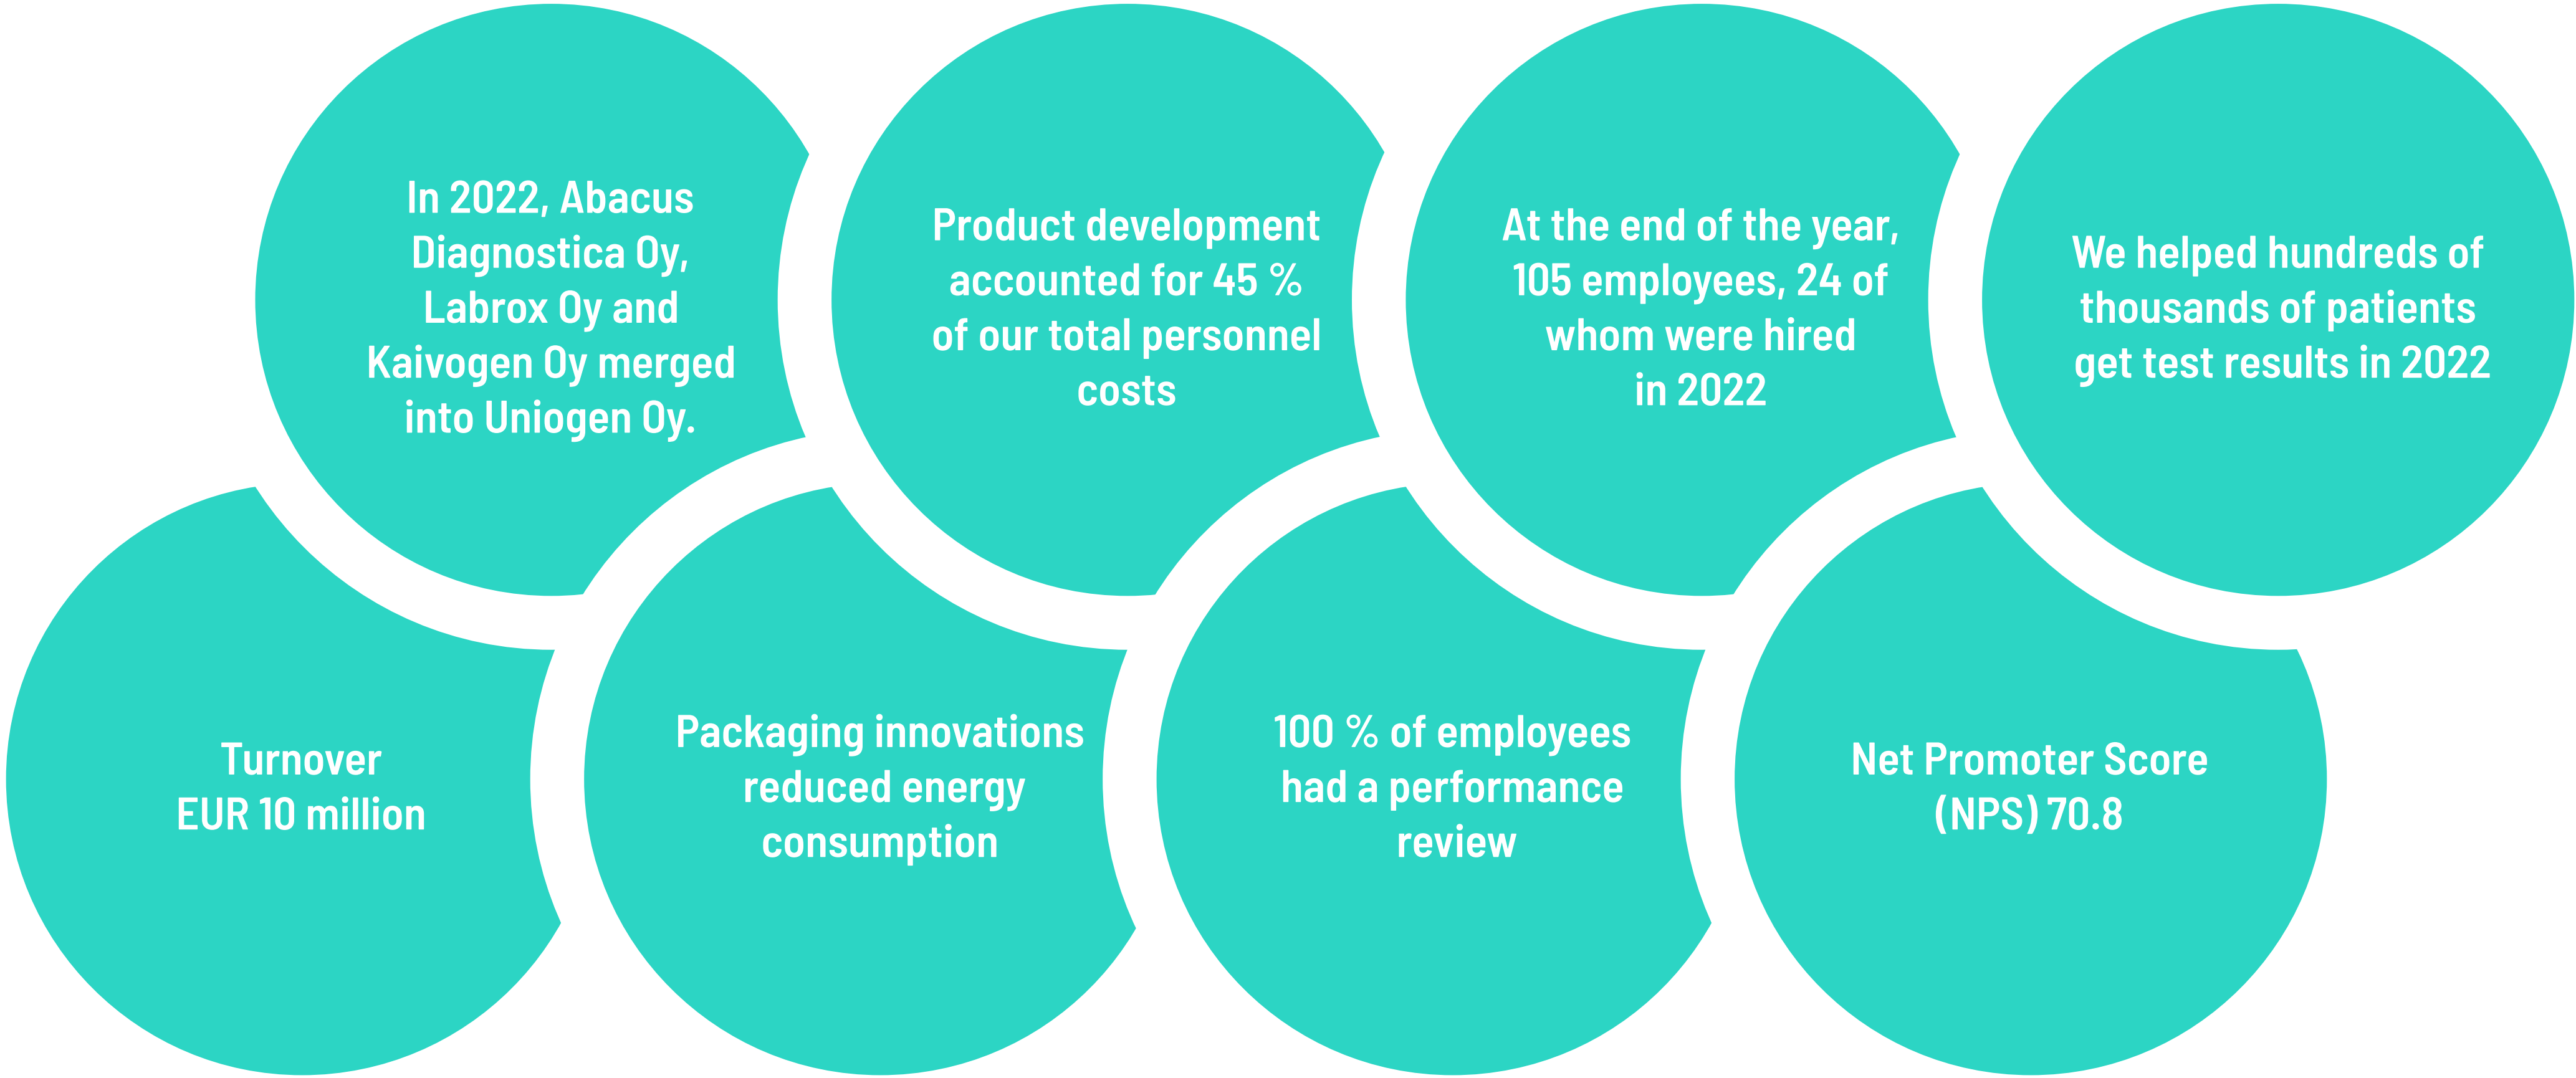 In 2022, Abacus
Diagnostica Oy,
Labrox Oy and
Kaivogen Oy merged
into Uniogen Oy.
Product development
accounted for 45 %
of our total personnel
costs
At the end of the year,
105 employees, 24 of
whom were hired
in 2022
We helped hundreds of
thousands of patients
get test results in 2022
Turnover
EUR 10 million
Packaging innovations
reduced energy
consumption
100 % of employees
had a performance
review
Net Promoter Score
(NPS) 70.8